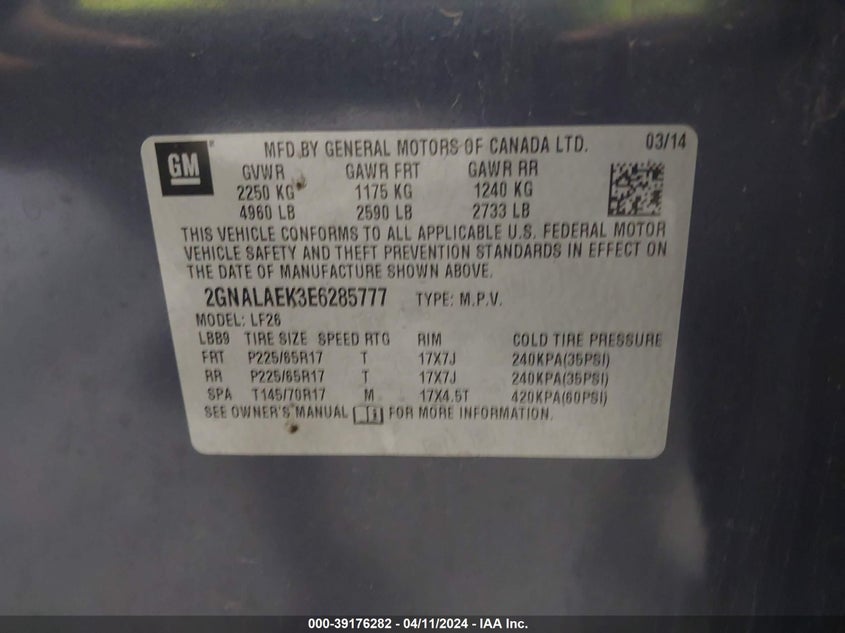 GM
MFD BY GENERAL MOTORS OF CANADA LTD. 03/14
GVWR GAWR FRT GAWR RR
2250 KG 1175 KG 1240 KG
4960 LB 2590 LB 2733 LB
THIS VEHICLE CONFORMS TO ALL APPLICABLE U.S. FEDERAL MOTOR
VEHICLE SAFETY AND THEFT PREVENTION STANDARDS IN EFFECT ON
THE DATE OF MANUFACTURE SHOWN ABOVE.
2GNALAEK3E6285777 TYPE: M.P.V.
MODEL: LF26
LBB9 TIRE SIZE SPEED RTG RIM COLD TIRE PRESSURE
FRT P225/65R17 T 17X7J 240KPA(35PSI)
RR P225/65R17 T 17X7J 240KPA(35PSI)
SPA T145/70R17 M 17X4.5T 420KPA(60PSI)
SEE OWNER'S MANUAL FOR MORE INFORMATION.
000-39176282 - 04/11/2024 - IAA Inc.